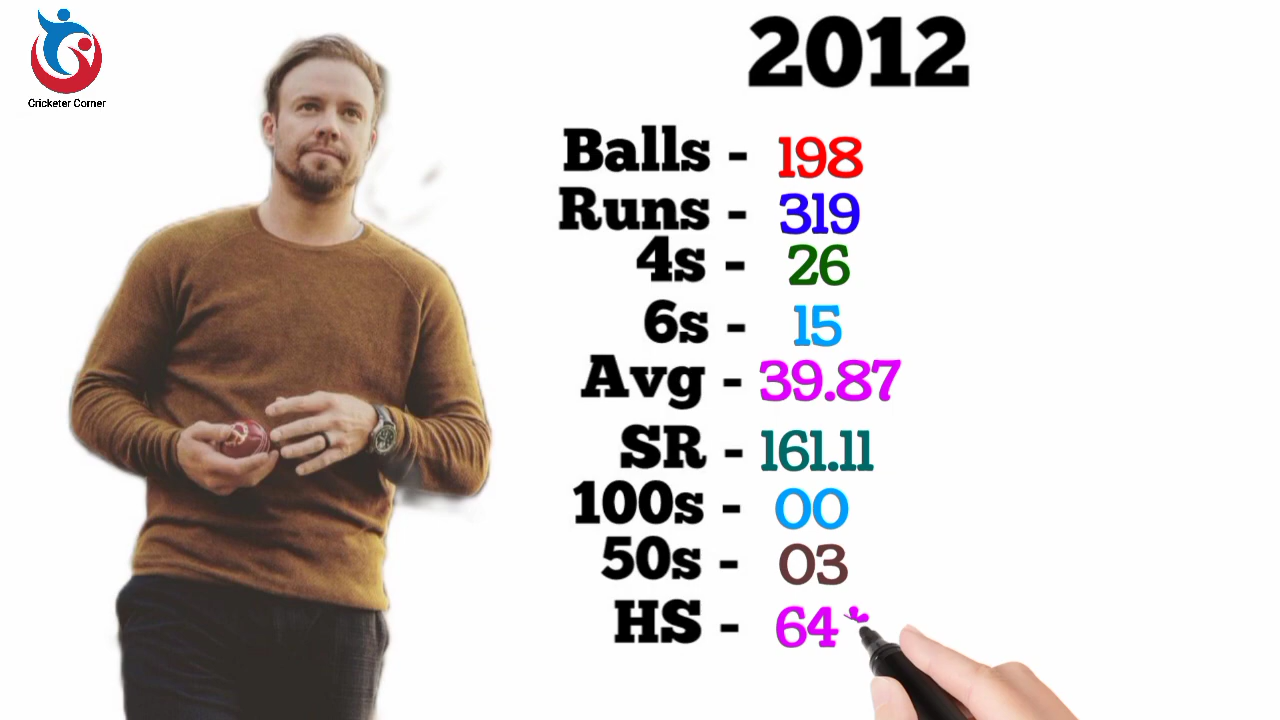 Cricketer Corner
2012
Balls - 198
Runs - 319
4s - 26
6s - 15
Avg - 39.87
SR - 161.11
100s - 00
50s - 03
HS - 64